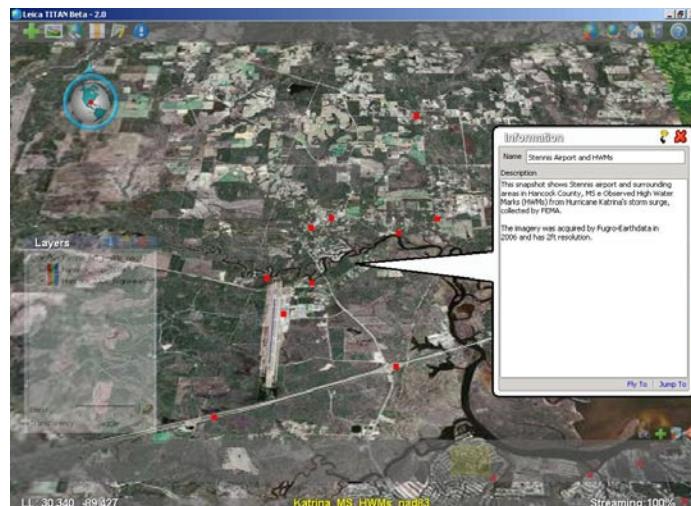 Leica TITAN Beta - 2.0
Information
Name Stennis Airport and HWMs
Description
This snapshot shows Stennis airport and surrounding
areas in Hancock County, MS e Observed High Water
Marks (HWMs) from Hurricane Katrina's storm surge,
collected by FEMA.
The imagery was acquired by Fugro-Earthdata in
2006 and has 2ft resolution.
Fly To Jump To
Layers
Transparency
LL: 30.340 -89.427
Katrina_MS_HWMs_nad83
Streaming:100%